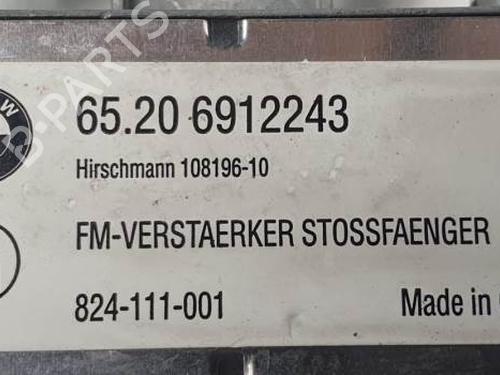 65.20 6912243
Hirschmann 108196-10
FM-VERSTAERKER STOSSFAENGER
824-111-001 Made in